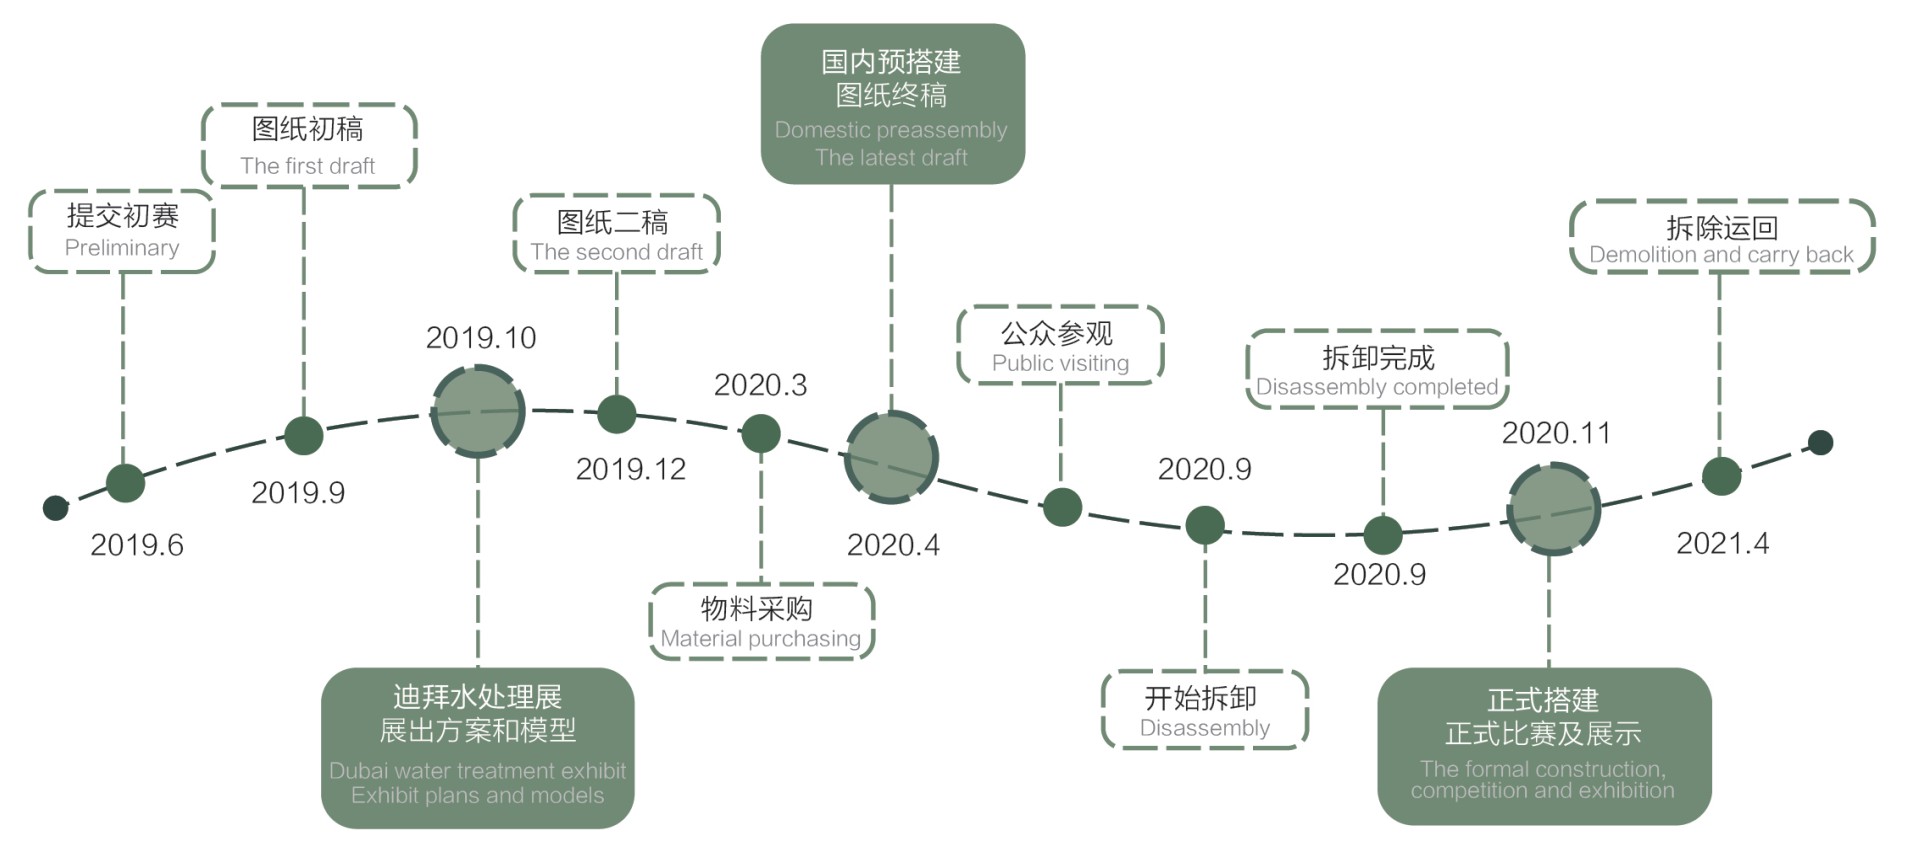 提交初赛
Preliminary
2019.6
图纸初稿
The first draft
2019.9
2019.10
迪拜水处理展
展出方案和模型
Dubai water treatment exhibit
Exhibit plans and models
图纸二稿
The second draft
2019.12
2020.3
物料采购
Material purchasing
国内预搭建
图纸终稿
Domestic preassembly
The latest draft
2020.4
公众参观
Public visiting
2020.9
开始拆卸
Disassembly
拆卸完成
Disassembly completed
2020.9
2020.11
正式搭建
正式比赛及展示
The formal construction,
competition and exhibition
拆除运回
Demolition and carry back
2021.4